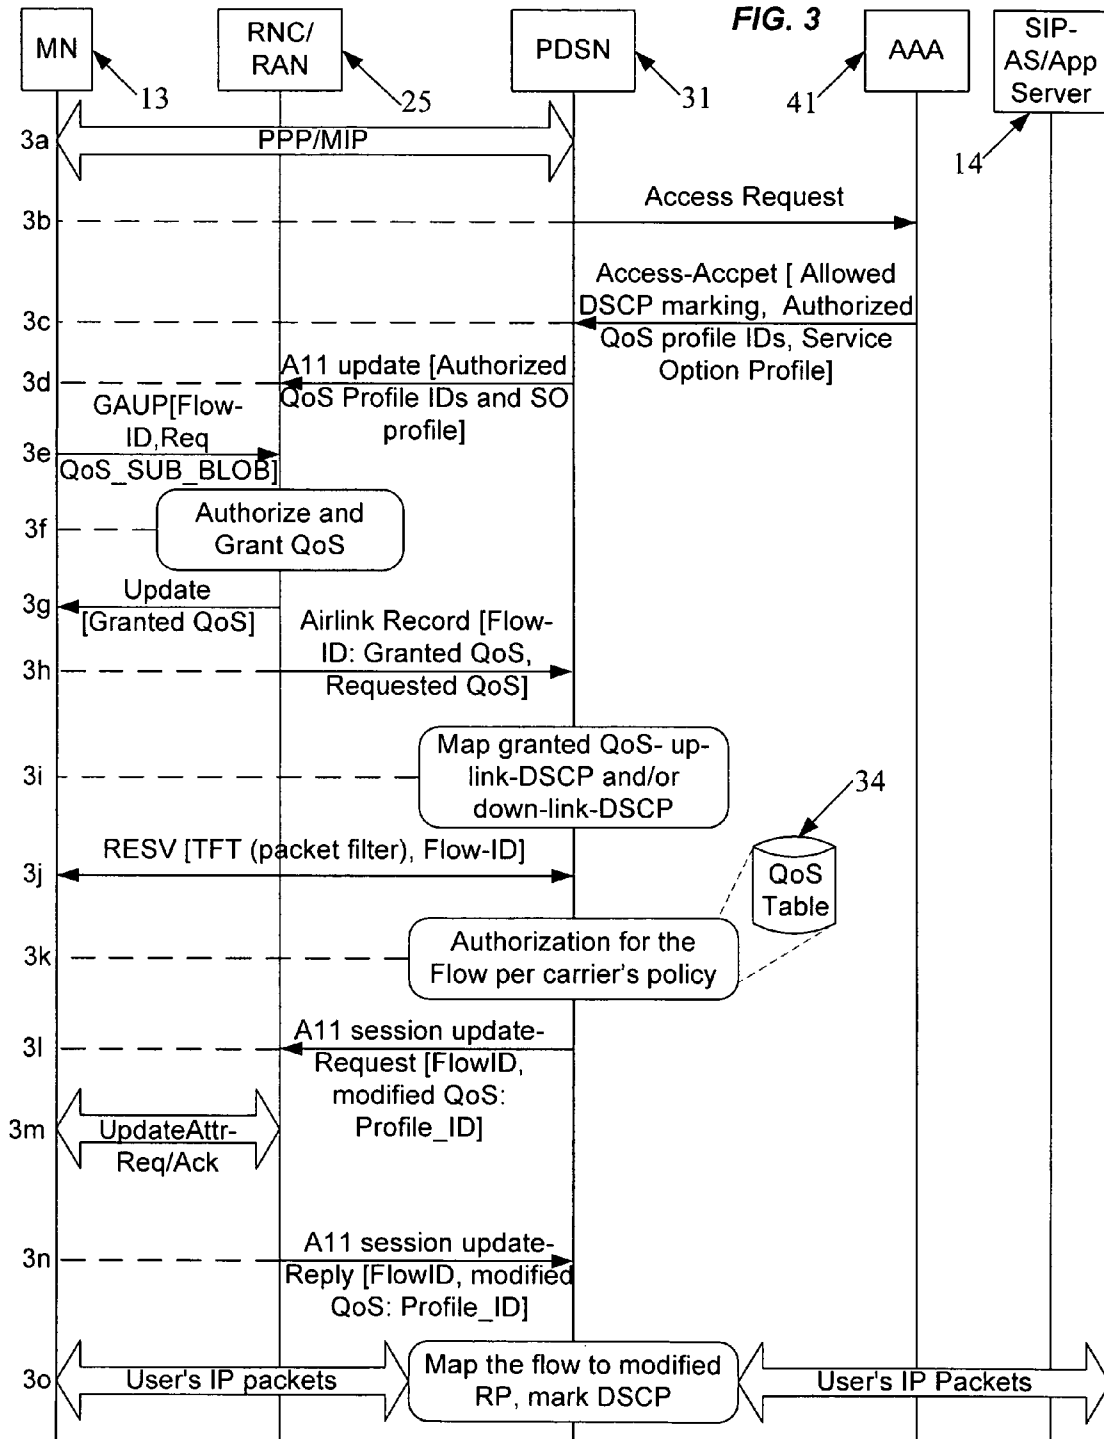 FIG. 3
MN
RNC/
RAN
PDSN
AAA
SIP-
AS/App
Server
13
25
31
41
14
3a
PPP/MIP
3b
Access Request
3c
Access-Accpet [ Allowed
DSCP marking, Authorized
QoS profile IDs, Service
Option Profile]
3d
A11 update [Authorized
QoS Profile IDs and SO
profile]
3e
GAUP[Flow-
ID,Req
QoS_SUB_BLOB]
3f
Authorize and
Grant QoS
3g
Update
[Granted QoS]
3h
Airlink Record [Flow-
ID: Granted QoS,
Requested QoS]
3i
Map granted QoS- up-
link-DSCP and/or
down-link-DSCP
34
3j
RESV [TFT (packet filter), Flow-ID]
QoS
Table
3k
Authorization for the
Flow per carrier's policy
3l
A11 session update-
Request [FlowID,
modified QoS:
Profile_ID]
3m
UpdateAttr-
Req/Ack
3n
A11 session update-
Reply [FlowID, modified
QoS: Profile_ID]
3o
User's IP packets
Map the flow to modified
RP, mark DSCP
User's IP Packets